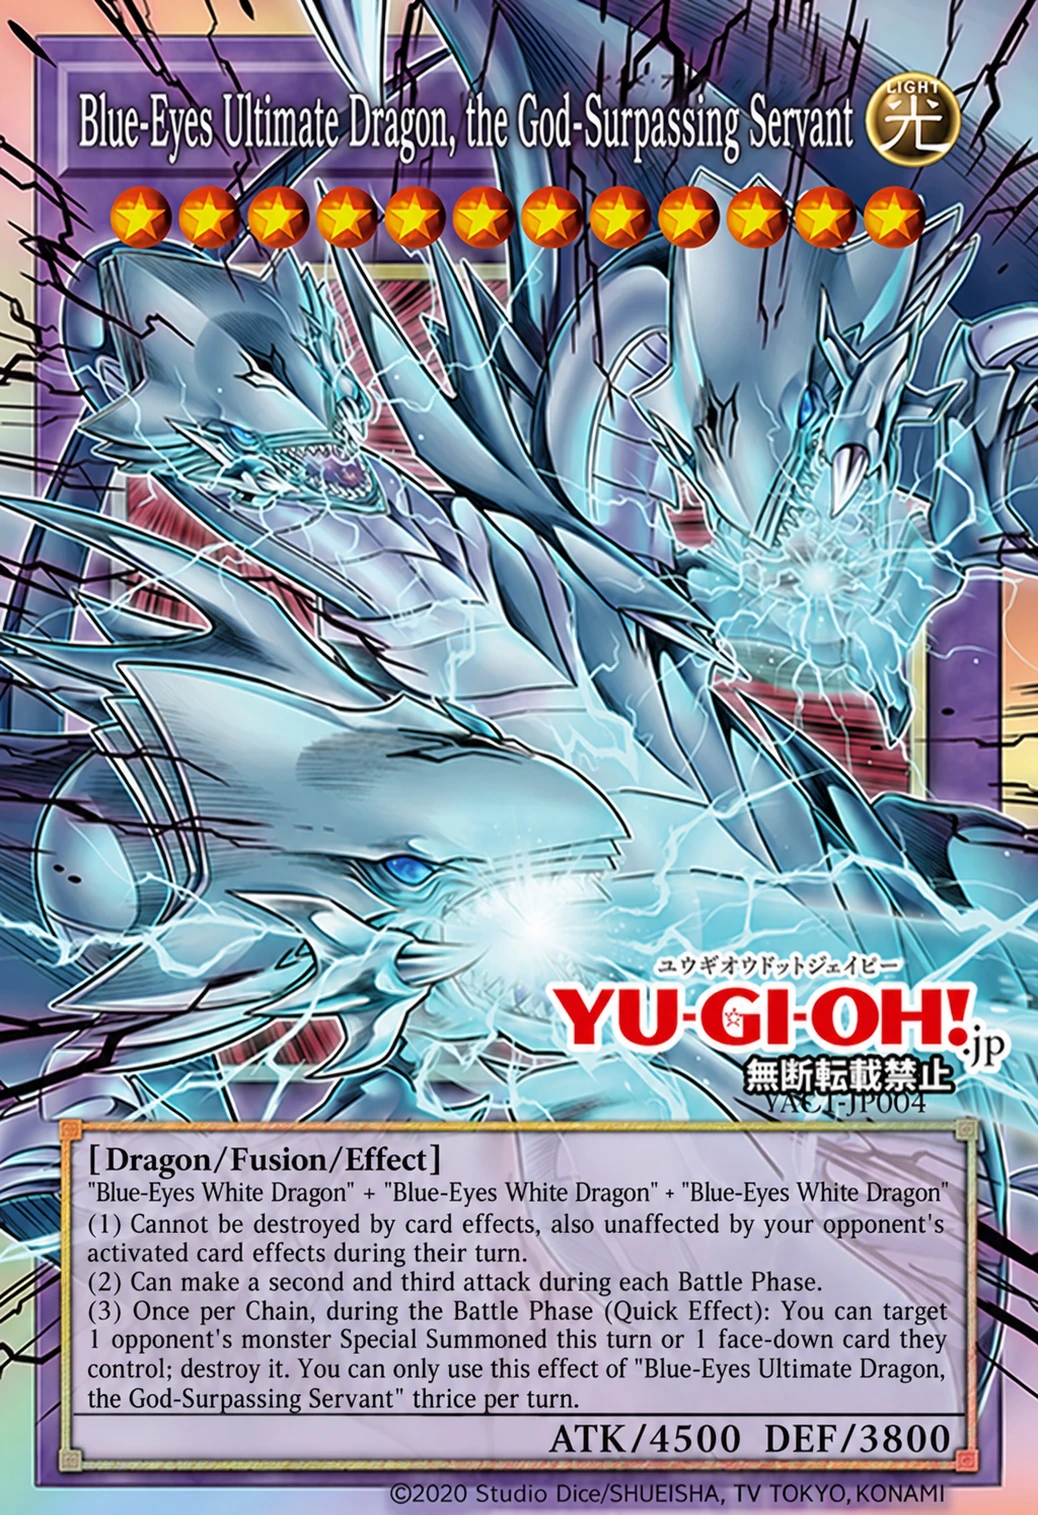 Blue-Eyes Ultimate Dragon, the God-Surpassing Servant
LIGHT
光
ユウギオウドットジェイピー
YU-GI-OH!
.jp
無断転載禁止
YACT-JP004
[Dragon/Fusion/Effect]
"Blue-Eyes White Dragon" + "Blue-Eyes White Dragon" + "Blue-Eyes White Dragon"
(1) Cannot be destroyed by card effects, also unaffected by your opponent's
activated card effects during their turn.
(2) Can make a second and third attack during each Battle Phase.
(3) Once per Chain, during the Battle Phase (Quick Effect): You can target
1 opponent's monster Special Summoned this turn or 1 face-down card they
control; destroy it. You can only use this effect of "Blue-Eyes Ultimate Dragon,
the God-Surpassing Servant" thrice per turn.
ATK/4500 DEF/3800
©2020 Studio Dice/SHUEISHA, TV TOKYO, KONAMI